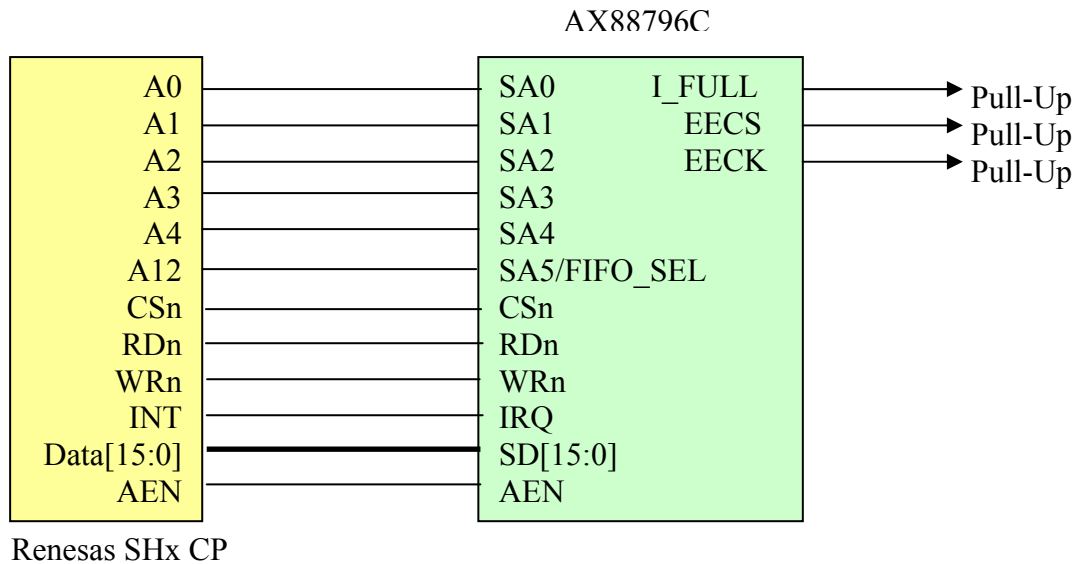 AX88796C
A0 SA0 I_FULL Pull-Up
A1 SA1 EECS Pull-Up
A2 SA2 EECK Pull-Up
A3 SA3
A4 SA4
A12 SA5/FIFO_SEL
CSn CSn
RDn RDn
WRn WRn
INT IRQ
Data[15:0] SD[15:0]
AEN AEN
Renesas SHx CP